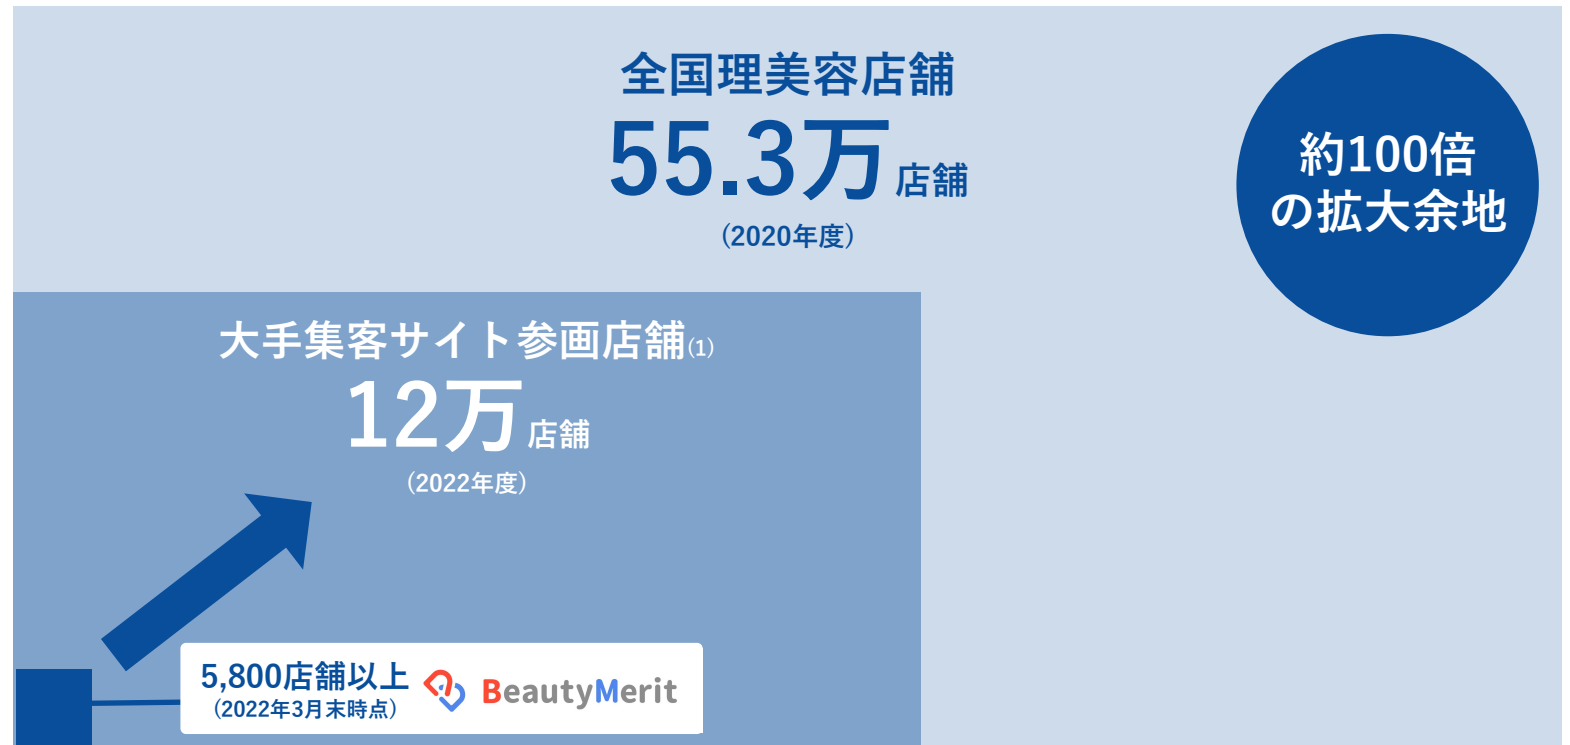 全国理美容店舗
55.3万店舗
(2020年度)
約100倍
の拡大余地
大手集客サイト参画店舗(1)
12万店舗
(2022年度)
5,800店舗以上
(2022年3月末時点)
BeautyMerit